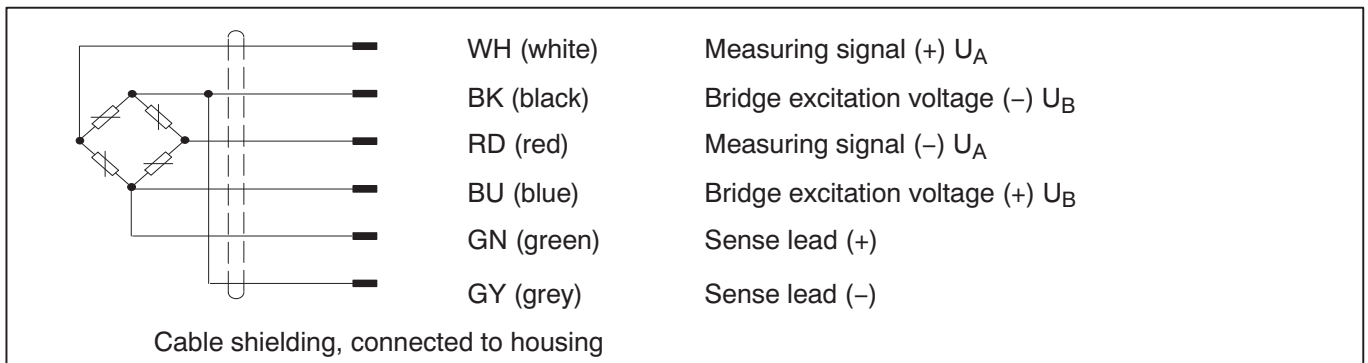 WH (white) Measuring signal (+) U_A
BK (black) Bridge excitation voltage (−) U_B
RD (red) Measuring signal (−) U_A
BU (blue) Bridge excitation voltage (+) U_B
GN (green) Sense lead (+)
GY (grey) Sense lead (−)
Cable shielding, connected to housing